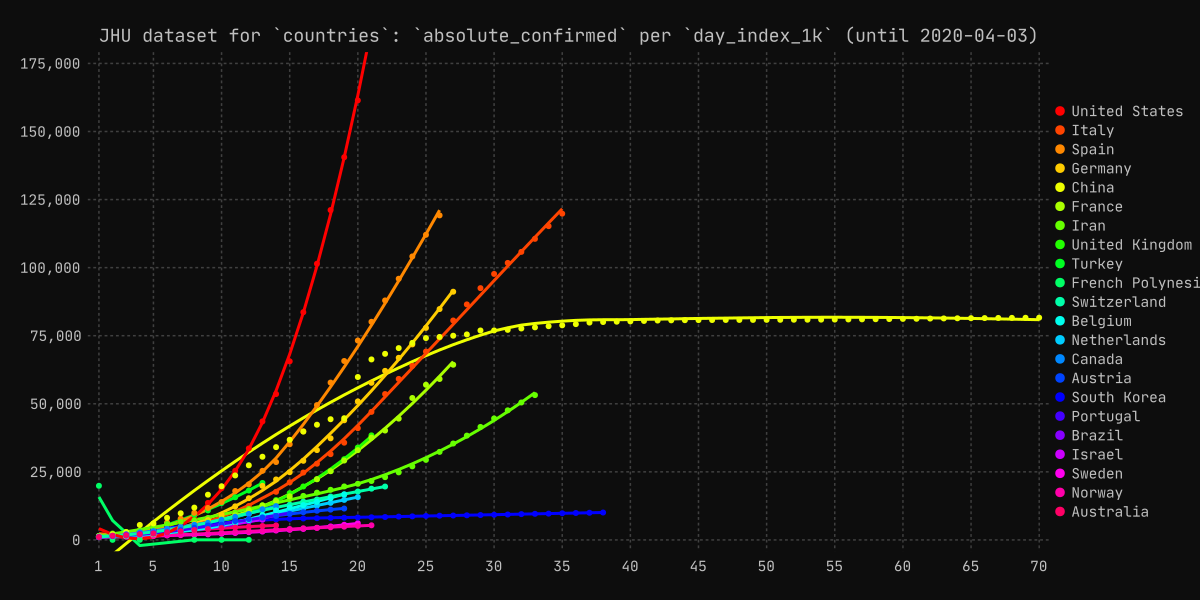 JHU dataset for `countries`: `absolute_confirmed` per `day_index_1k` (until 2020-04-03)
175,000
150,000
125,000
100,000
75,000
50,000
25,000
0
1 5 10 15 20 25 30 35 40 45 50 55 60 65 70
United States
Italy
Spain
Germany
China
France
Iran
United Kingdom
Turkey
French Polynesi
Switzerland
Belgium
Netherlands
Canada
Austria
South Korea
Portugal
Brazil
Israel
Sweden
Norway
Australia